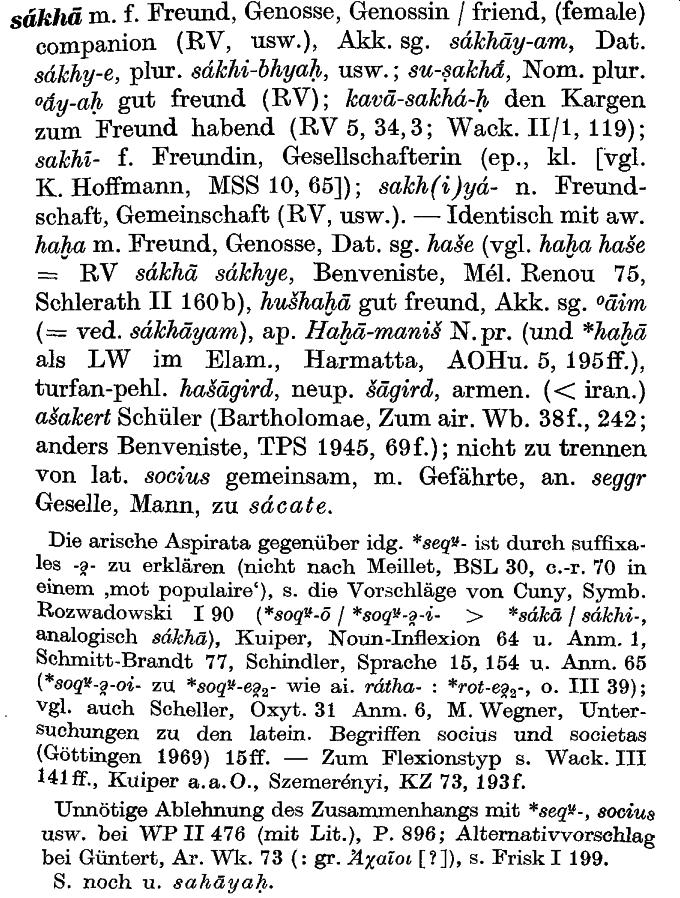 sákhā m. f. Freund, Genosse, Genossin / friend, (female)
companion (RV, usw.), Akk. sg. sákhāy-am, Dat.
sákhy-e, plur. sákhi-bhyaḥ, usw.; su-ṣakhā́, Nom. plur.
⁰ā́y-aḥ gut freund (RV); kavā-sakhá-ḥ den Kargen
zum Freund habend (RV 5, 34,3; Wack. II/1, 119);
sakhī- f. Freundin, Gesellschafterin (ep., kl. [vgl.
K. Hoffmann, MSS 10, 65]); sakh(i)yá- n. Freund-
schaft, Gemeinschaft (RV, usw.). — Identisch mit aw.
haḫa m. Freund, Genosse, Dat. sg. haše (vgl. haḫa haše
= RV sákhā sákhye, Benveniste, Mél. Renou 75,
Schlerath II 160b), hušhaḫā gut freund, Akk. sg. ⁰āim
(= ved. sákhāyam), ap. Haḫā-maniš N. pr. (und *haḫā
als LW im Elam., Harmatta, AOHu. 5, 195ff.),
turfan-pehl. hašāgird, neup. šāgird, armen. (< iran.)
ašakert Schüler (Bartholomae, Zum air. Wb. 38f., 242;
anders Benveniste, TPS 1945, 69f.); nicht zu trennen
von lat. socius gemeinsam, m. Gefährte, an. seggr
Geselle, Mann, zu sácate.
Die arische Aspirata gegenüber idg. *seqᵘ̯- ist durch suffixa-
les -ə̯- zu erklären (nicht nach Meillet, BSL 30, c.-r. 70 in
einem ‚mot populaire‘), s. die Vorschläge von Cuny, Symb.
Rozwadowski I 90 (*soqᵘ̯-ō / *soqᵘ̯-ə̯-i- > *sákā / sákhi-,
analogisch sákhā), Kuiper, Noun-Inflexion 64 u. Anm. 1,
Schmitt-Brandt 77, Schindler, Sprache 15, 154 u. Anm. 65
(*soqᵘ̯-ə̯-oi- zu *soqᵘ̯-eə̯₂- wie ai. rátha- : *rot-eə̯₂-, o. III 39);
vgl. auch Scheller, Oxyt. 31 Anm. 6, M. Wegner, Unter-
suchungen zu den latein. Begriffen socius und societas
(Göttingen 1969) 15ff. — Zum Flexionstyp s. Wack. III
141ff., Kuiper a.a.O., Szemerényi, KZ 73, 193f.
Unnötige Ablehnung des Zusammenhangs mit *seqᵘ̯-, socius
usw. bei WP II 476 (mit Lit.), P. 896; Alternativvorschlag
bei Güntert, Ar. Wk. 73 (: gr. Ἀχαῖοι [?]), s. Frisk I 199.
S. noch u. sahāyaḥ.